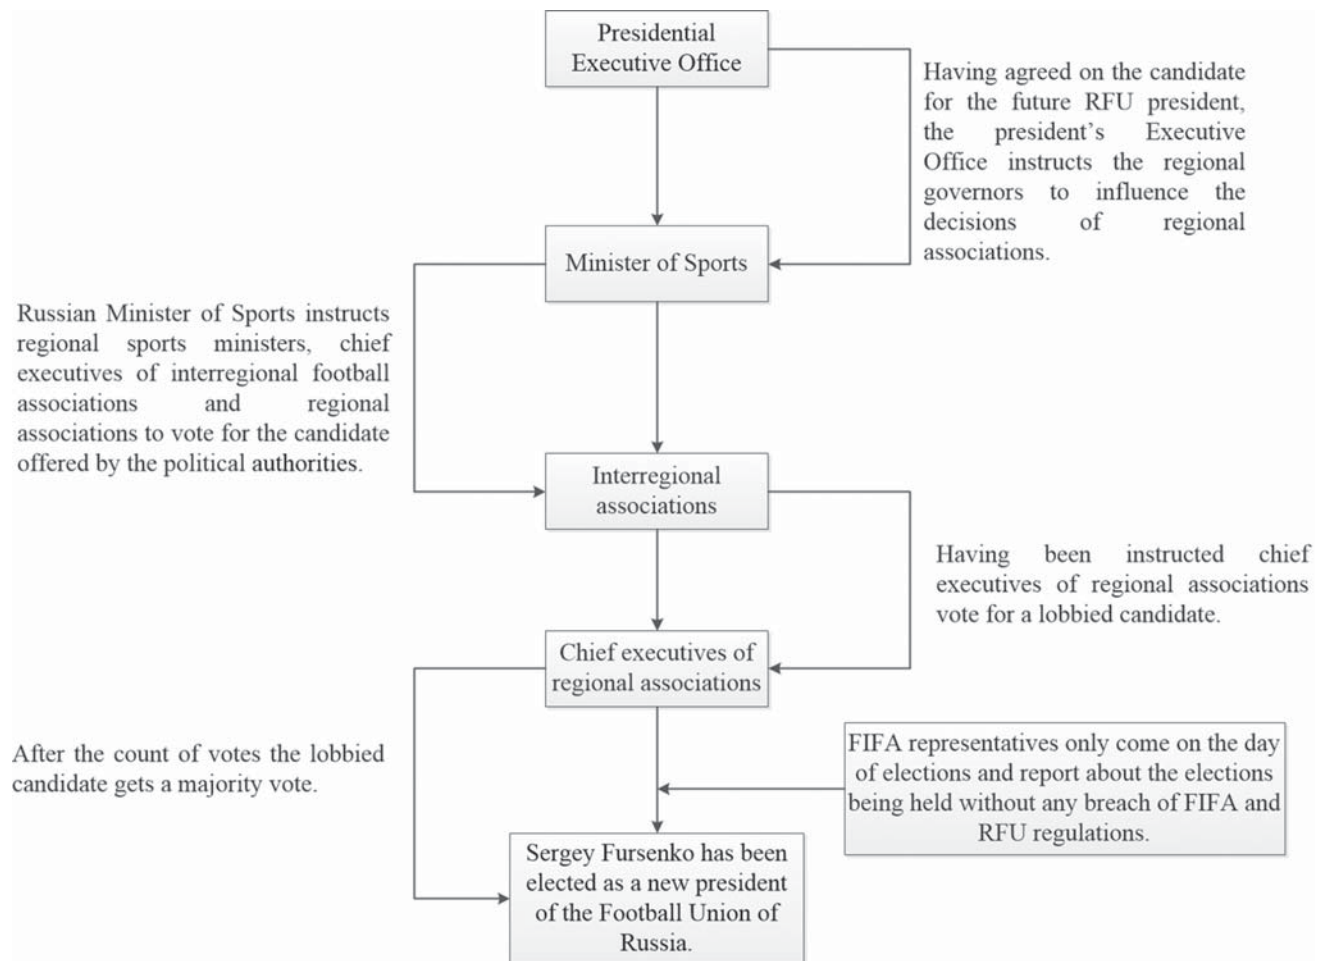 Presidential
Executive Office
Having agreed on the candidate
for the future RFU president,
the president’s Executive
Office instructs the regional
governors to influence the
decisions of regional
associations.
Minister of Sports
Russian Minister of Sports instructs
regional sports ministers, chief
executives of interregional football
associations and regional
associations to vote for the candidate
offered by the political authorities.
Interregional
associations
Having been instructed chief
executives of regional associations
vote for a lobbied candidate.
Chief executives of
regional associations
After the count of votes the lobbied
candidate gets a majority vote.
FIFA representatives only come on the day
of elections and report about the elections
being held without any breach of FIFA and
RFU regulations.
Sergey Fursenko has been
elected as a new president
of the Football Union of
Russia.